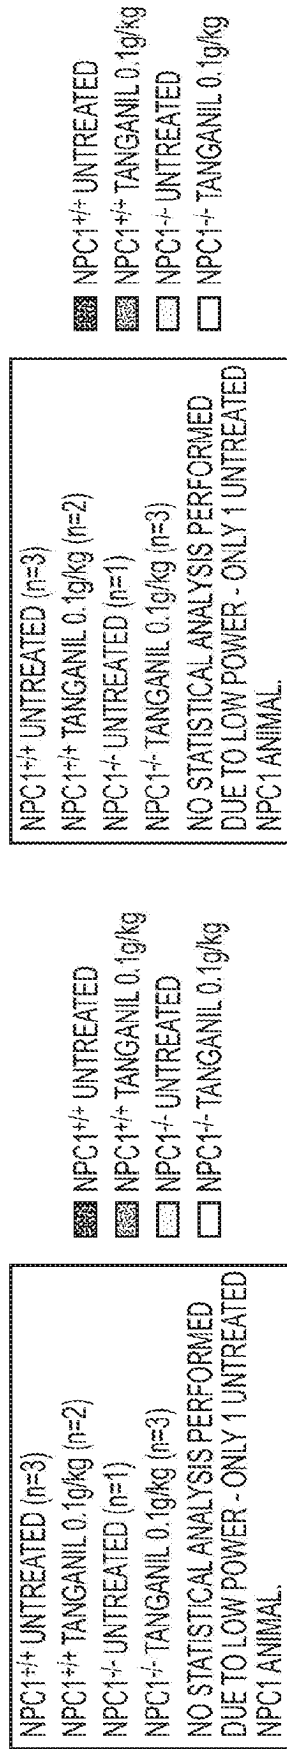 NPC1+/+ UNTREATED (n=3)
NPC1+/+ TANGANIL 0.1g/kg (n=2)
NPC1-/- UNTREATED (n=1)
NPC1-/- TANGANIL 0.1g/kg (n=3)
NO STATISTICAL ANALYSIS PERFORMED
DUE TO LOW POWER - ONLY 1 UNTREATED
NPC1 ANIMAL.
NPC1+/+ UNTREATED
NPC1+/+ TANGANIL 0.1g/kg
NPC1-/- UNTREATED
NPC1-/- TANGANIL 0.1g/kg
NPC1+/+ UNTREATED (n=3)
NPC1+/+ TANGANIL 0.1g/kg (n=2)
NPC1-/- UNTREATED (n=1)
NPC1-/- TANGANIL 0.1g/kg (n=3)
NO STATISTICAL ANALYSIS PERFORMED
DUE TO LOW POWER - ONLY 1 UNTREATED
NPC1 ANIMAL.
NPC1+/+ UNTREATED
NPC1+/+ TANGANIL 0.1g/kg
NPC1-/- UNTREATED
NPC1-/- TANGANIL 0.1g/kg